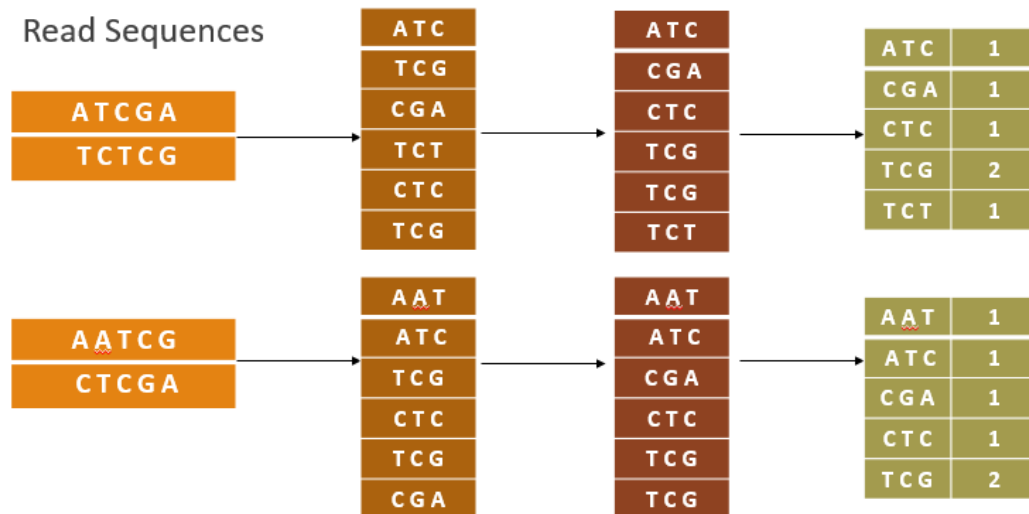 Read Sequences
ATCGA
TCTCG
ATC
TCG
CGA
TCT
CTC
TCG
ATC
CGA
CTC
TCG
TCG
TCT
ATC 1
CGA 1
CTC 1
TCG 2
TCT 1
AATCG
CTCGA
AAT
ATC
TCG
CTC
TCG
CGA
AAT
ATC
CGA
CTC
TCG
TCG
AAT 1
ATC 1
CGA 1
CTC 1
TCG 2